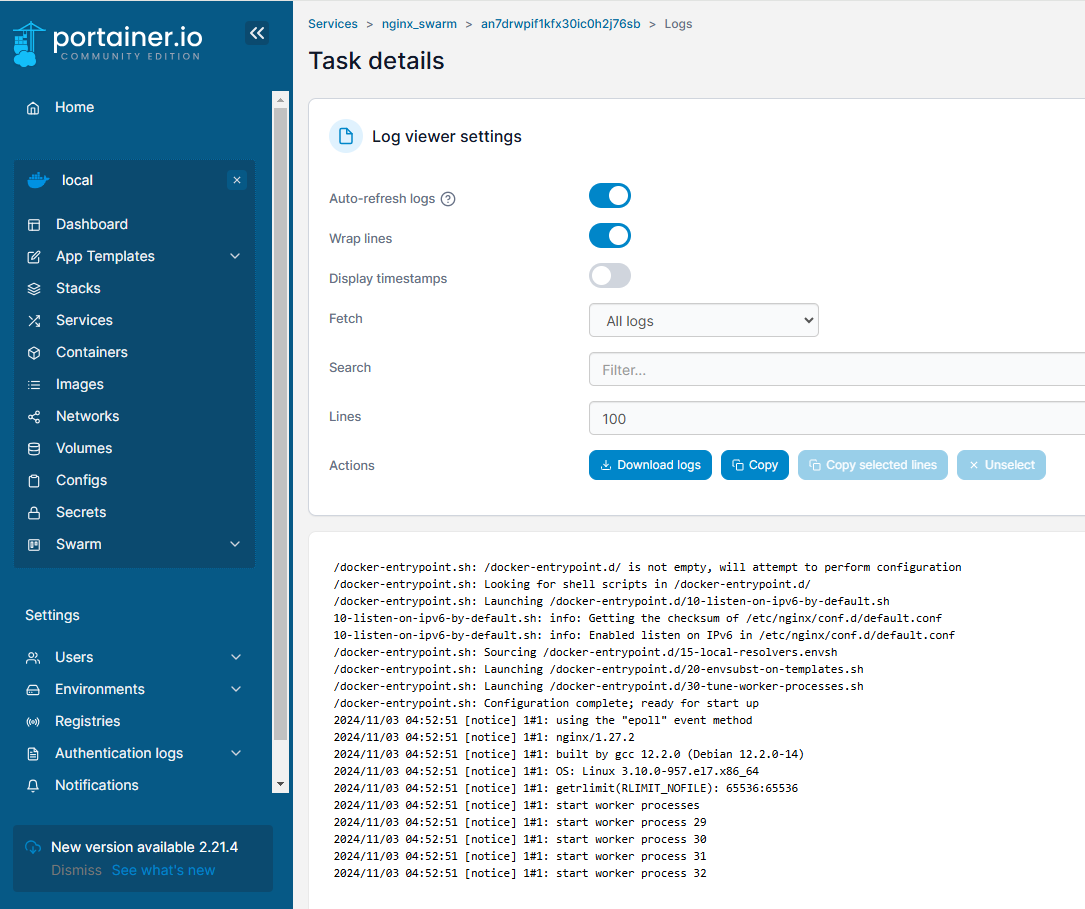 portainer.io
COMMUNITY EDITION
Home
local
Dashboard
App Templates
Stacks
Services
Containers
Images
Networks
Volumes
Configs
Secrets
Swarm
Settings
Users
Environments
Registries
Authentication logs
Notifications
New version available 2.21.4
Dismiss See what's new
Services > nginx_swarm > an7drwpif1kfx30ic0h2j76sb > Logs
Task details
Log viewer settings
Auto-refresh logs
Wrap lines
Display timestamps
Fetch All logs
Search Filter...
Lines 100
Actions Download logs Copy Copy selected lines Unselect
/docker-entrypoint.sh: /docker-entrypoint.d/ is not empty, will attempt to perform configuration
/docker-entrypoint.sh: Looking for shell scripts in /docker-entrypoint.d/
/docker-entrypoint.sh: Launching /docker-entrypoint.d/10-listen-on-ipv6-by-default.sh
10-listen-on-ipv6-by-default.sh: info: Getting the checksum of /etc/nginx/conf.d/default.conf
10-listen-on-ipv6-by-default.sh: info: Enabled listen on IPv6 in /etc/nginx/conf.d/default.conf
/docker-entrypoint.sh: Sourcing /docker-entrypoint.d/15-local-resolvers.envsh
/docker-entrypoint.sh: Launching /docker-entrypoint.d/20-envsubst-on-templates.sh
/docker-entrypoint.sh: Launching /docker-entrypoint.d/30-tune-worker-processes.sh
/docker-entrypoint.sh: Configuration complete; ready for start up
2024/11/03 04:52:51 [notice] 1#1: using the "epoll" event method
2024/11/03 04:52:51 [notice] 1#1: nginx/1.27.2
2024/11/03 04:52:51 [notice] 1#1: built by gcc 12.2.0 (Debian 12.2.0-14)
2024/11/03 04:52:51 [notice] 1#1: OS: Linux 3.10.0-957.el7.x86_64
2024/11/03 04:52:51 [notice] 1#1: getrlimit(RLIMIT_NOFILE): 65536:65536
2024/11/03 04:52:51 [notice] 1#1: start worker processes
2024/11/03 04:52:51 [notice] 1#1: start worker process 29
2024/11/03 04:52:51 [notice] 1#1: start worker process 30
2024/11/03 04:52:51 [notice] 1#1: start worker process 31
2024/11/03 04:52:51 [notice] 1#1: start worker process 32